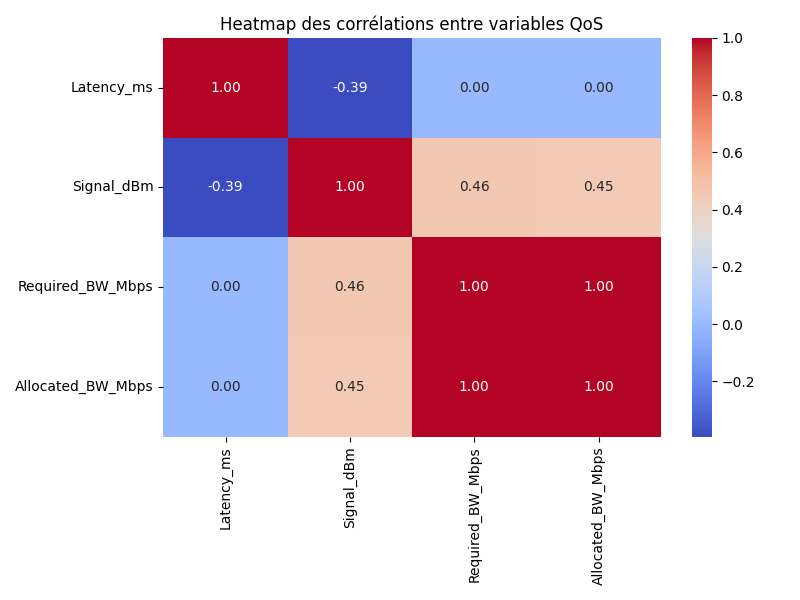 Heatmap des corrélations entre variables QoS
Latency_ms 1.00 -0.39 0.00 0.00
Signal_dBm -0.39 1.00 0.46 0.45
Required_BW_Mbps 0.00 0.46 1.00 1.00
Allocated_BW_Mbps 0.00 0.45 1.00 1.00
Latency_ms
Signal_dBm
Required_BW_Mbps
Allocated_BW_Mbps
1.0
0.8
0.6
0.4
0.2
0.0
−0.2